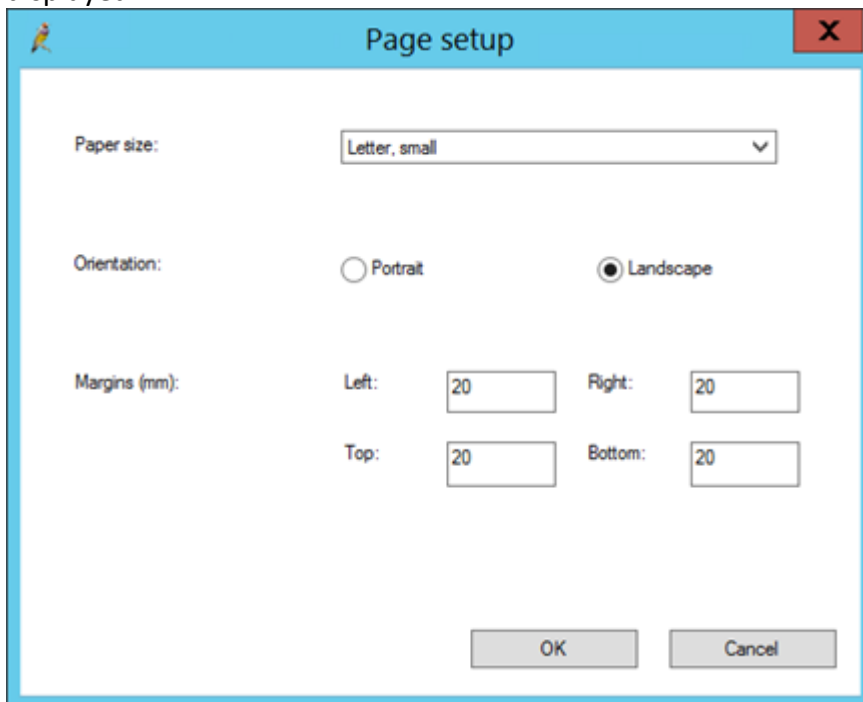 Page setup
X
Paper size: Letter, small
Orientation: Portrait Landscape
Margins (mm): Left: 20 Right: 20
Top: 20 Bottom: 20
OK Cancel